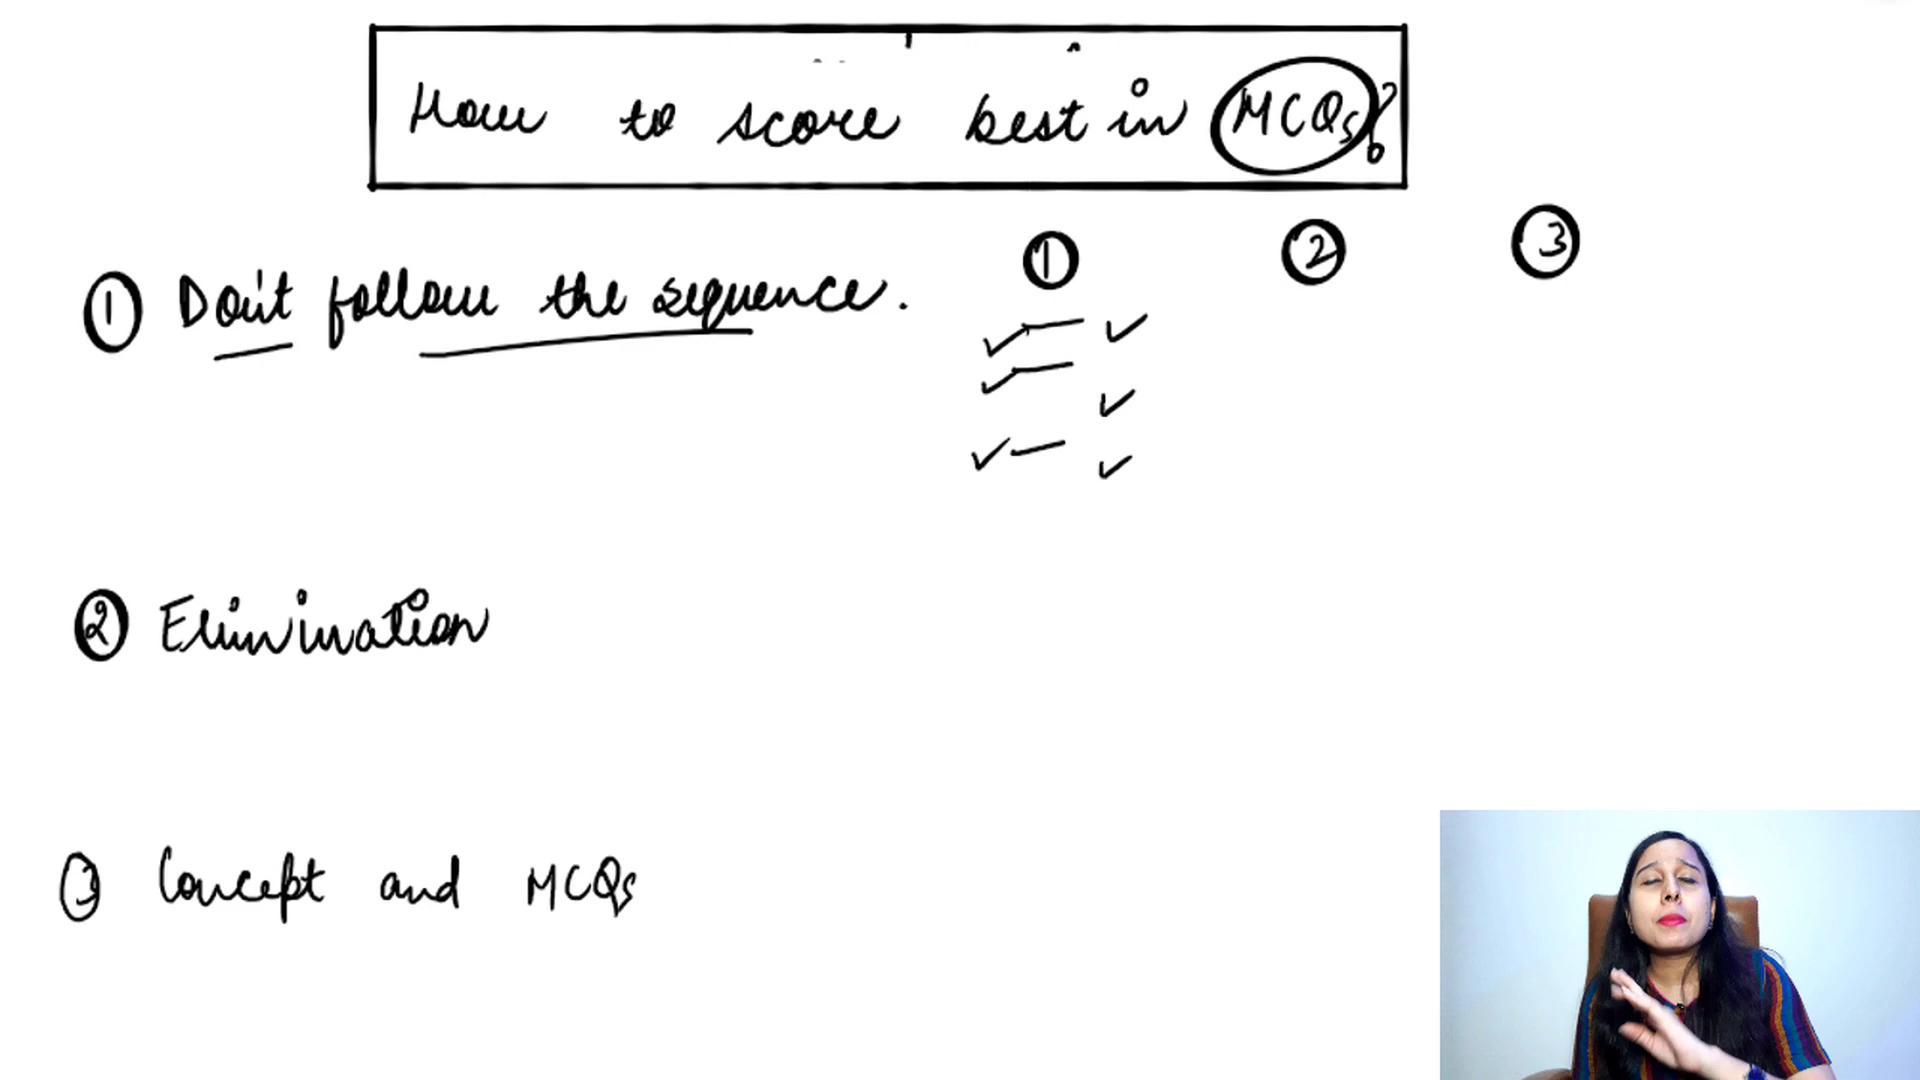 How to score best in MCQs?
① ② ③
① Don't follow the sequence.
② Elimination
③ Concept and MCQs